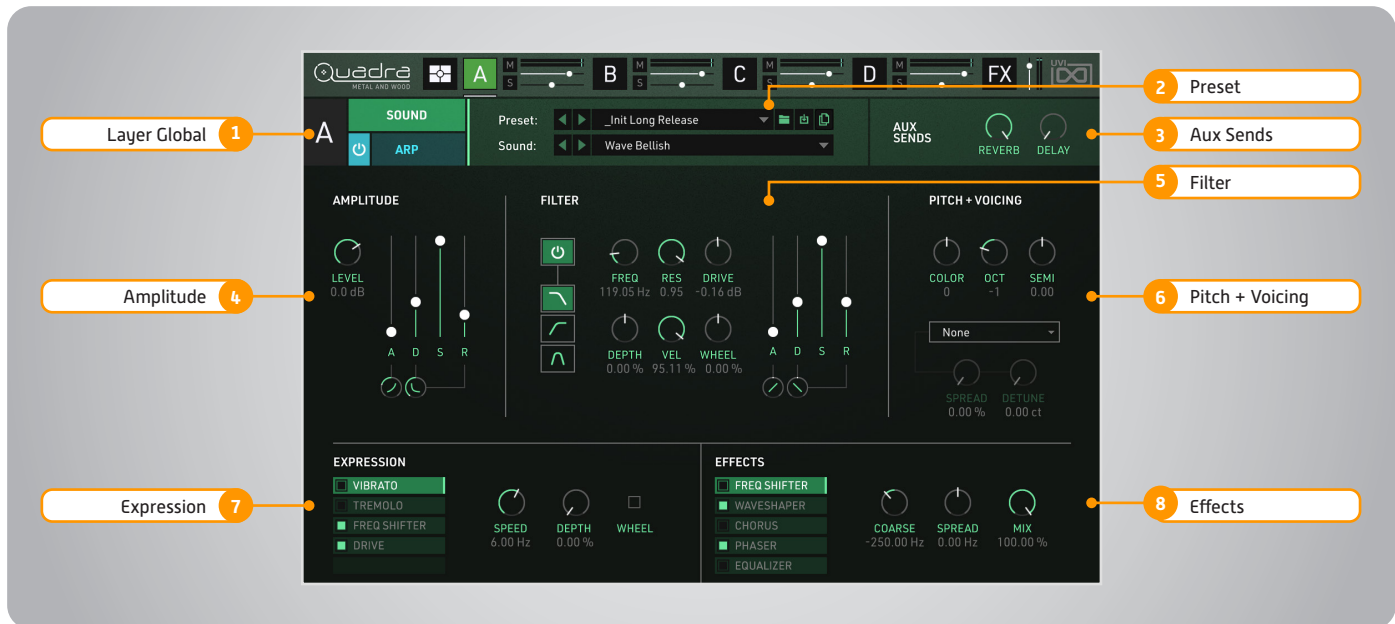 Quadra
METAL AND WOOD
A
M
S
B
M
S
C
M
S
D
M
S
FX
UVI
Layer Global 1
A
SOUND
ARP
Preset: _Init Long Release
Sound: Wave Bellish
AUX
SENDS
REVERB DELAY
2 Preset
3 Aux Sends
5 Filter
Amplitude 4
AMPLITUDE
LEVEL
0.0 dB
A D S R
FILTER
FREQ RES DRIVE
119.05 Hz 0.95 -0.16 dB
DEPTH VEL WHEEL
0.00 % 95.11 % 0.00 %
A D S R
PITCH + VOICING
COLOR OCT SEMI
0 -1 0.00
None
SPREAD DETUNE
0.00 % 0.00 ct
6 Pitch + Voicing
Expression 7
EXPRESSION
VIBRATO
TREMOLO
FREQ SHIFTER
DRIVE
SPEED DEPTH WHEEL
6.00 Hz 0.00 %
EFFECTS
FREQ SHIFTER
WAVESHAPER
CHORUS
PHASER
EQUALIZER
COARSE SPREAD MIX
-250.00 Hz 0.00 Hz 100.00 %
8 Effects